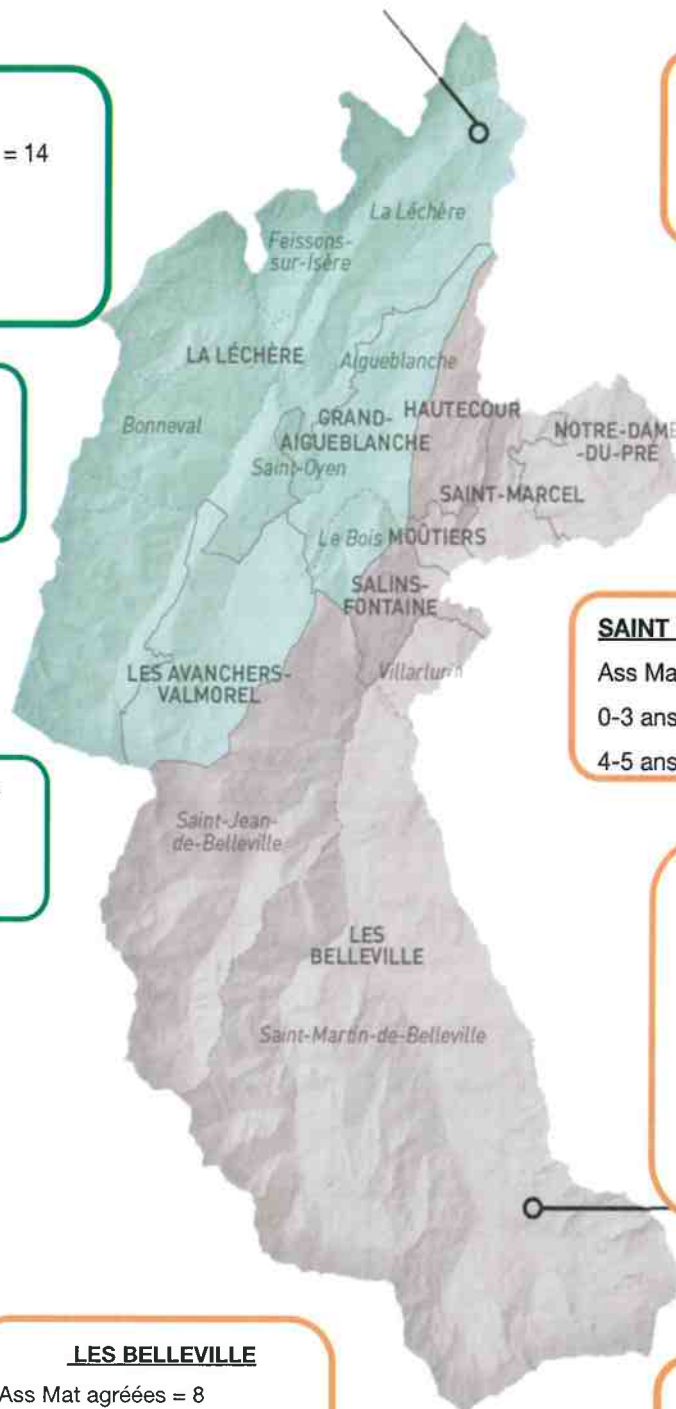 = 14
La Léchère
Feissons-
sur-Isère
LA LÉCHÈRE
Aigueblanche
Bonneval
GRAND-
AIGUEBLANCHE
HAUTECOUR
NOTRE-DAME
-DU-PRÉ
Saint-Oyen
SAINT-MARCEL
Le Bois
MOÛTIERS
SALINS-
FONTAINE
LES AVANCHERS-
VALMOREL
Villarlurin
SAINT
Ass Ma
0-3 ans
4-5 ans
Saint-Jean-
de-Belleville
LES
BELLEVILLE
Saint-Martin-de-Belleville
LES BELLEVILLE
Ass Mat agréées = 8